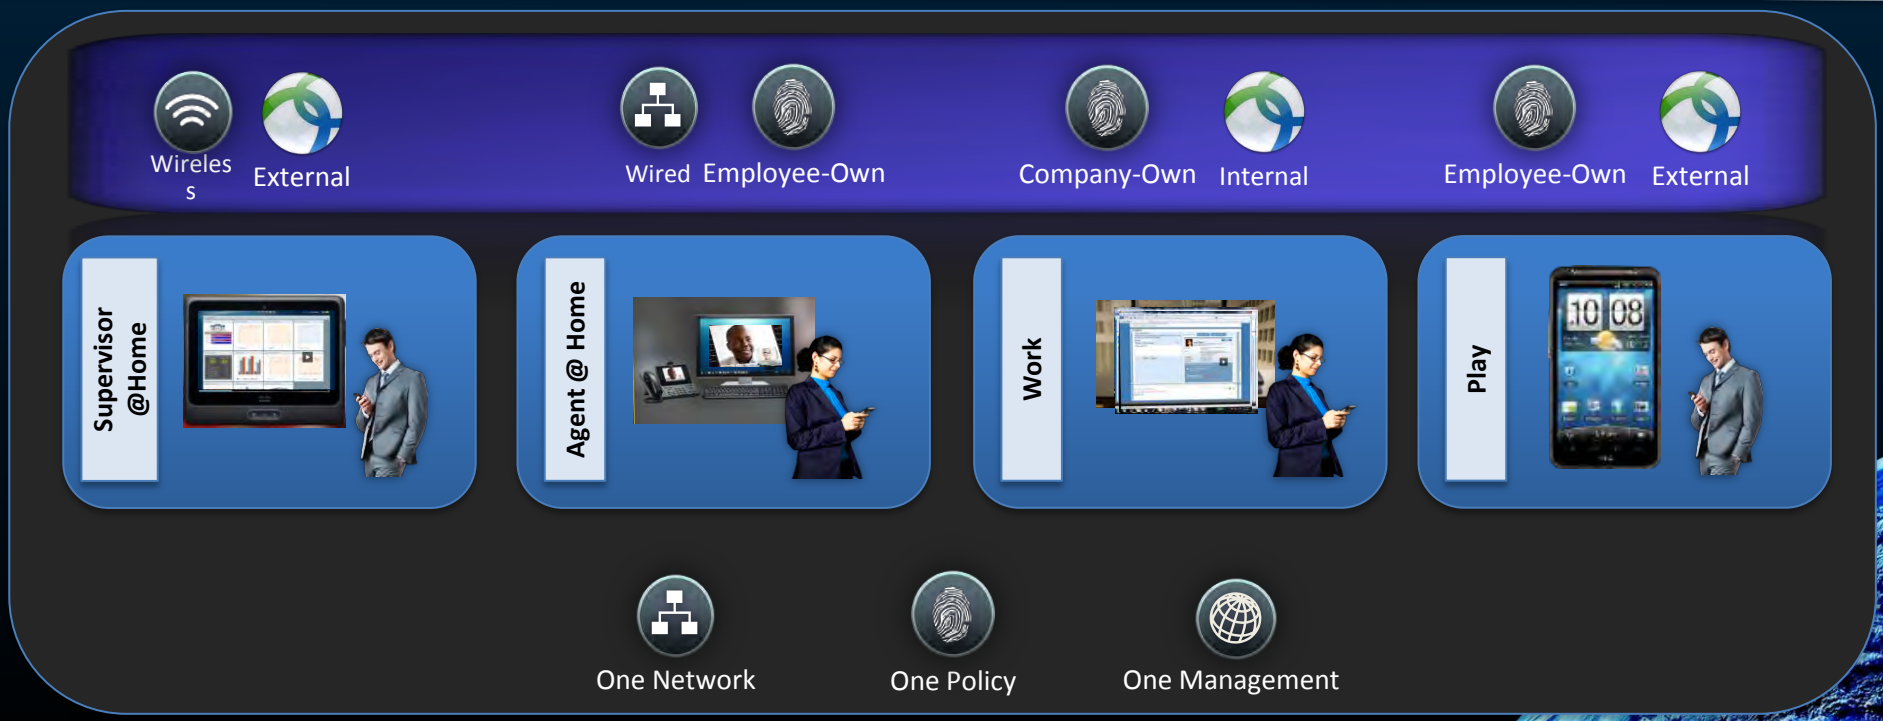 Wireles
s
External
Wired
Employee-Own
Company-Own
Internal
Employee-Own
External
Supervisor
@Home
Agent @ Home
Work
Play
10 08
One Network
One Policy
One Management